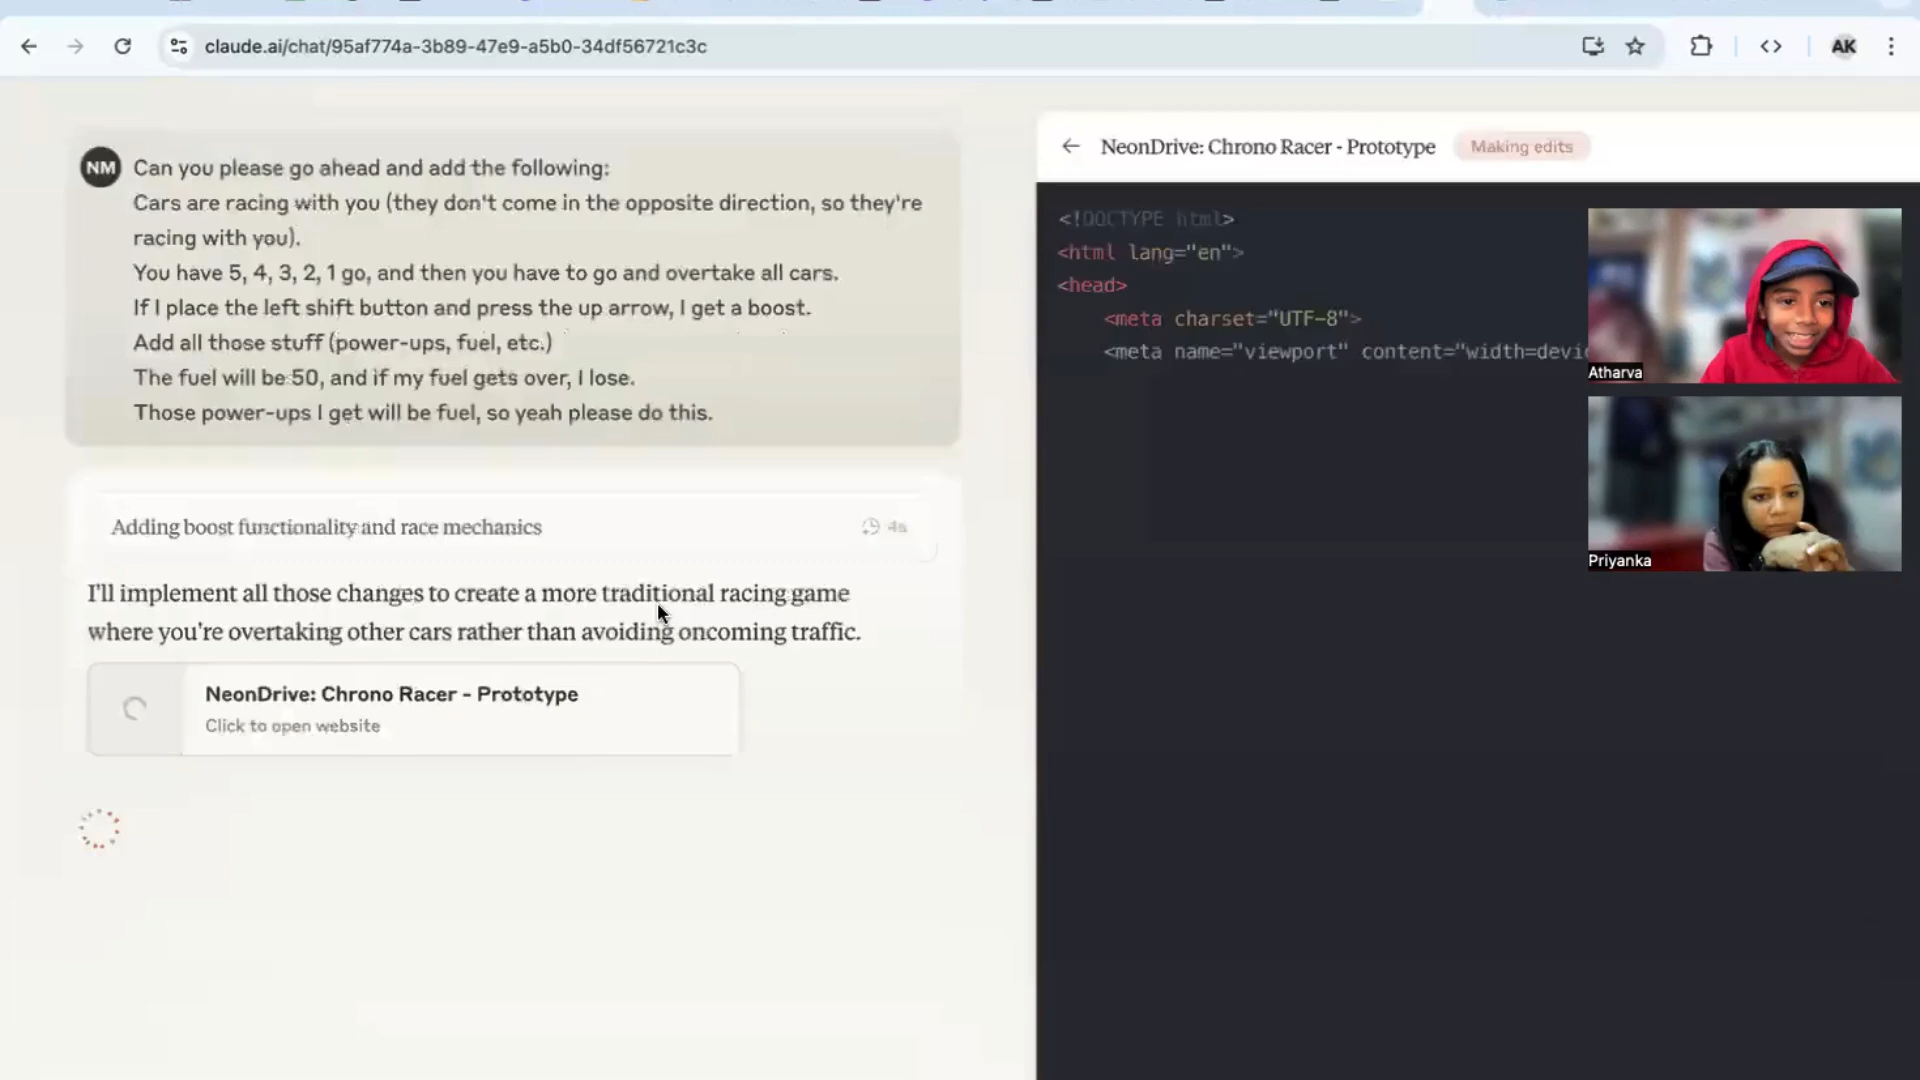 claude.ai/chat/95af774a-3b89-47e9-a5b0-34df56721c3c
AK
NM
Can you please go ahead and add the following:
Cars are racing with you (they don't come in the opposite direction, so they're
racing with you).
You have 5, 4, 3, 2, 1 go, and then you have to go and overtake all cars.
If I place the left shift button and press the up arrow, I get a boost.
Add all those stuff (power-ups, fuel, etc.)
The fuel will be 50, and if my fuel gets over, I lose.
Those power-ups I get will be fuel, so yeah please do this.
Adding boost functionality and race mechanics
4s
I'll implement all those changes to create a more traditional racing game
where you're overtaking other cars rather than avoiding oncoming traffic.
NeonDrive: Chrono Racer - Prototype
Click to open website
NeonDrive: Chrono Racer - Prototype
Making edits
<!DOCTYPE html>
<html lang="en">
<head>
<meta charset="UTF-8">
<meta name="viewport" content="width=devic
Atharva
Priyanka